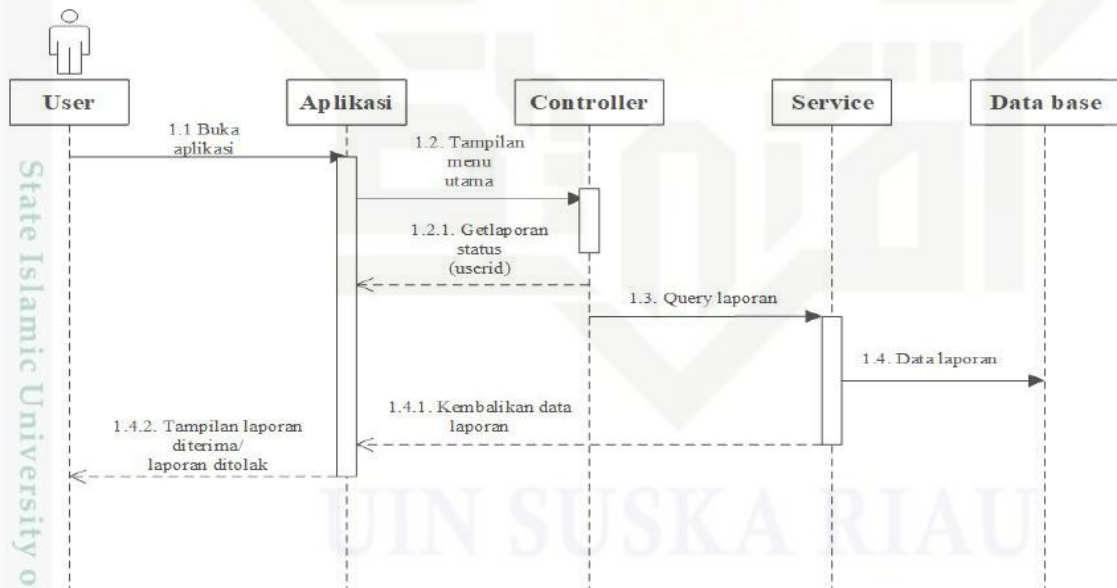 User
Aplikasi
Controller
Service
Data base
1.1 Buka
aplikasi
1.2. Tampilan
menu
utama
1.2.1. Getlaporan
status
(userid)
1.3. Query laporan
1.4. Data laporan
1.4.1. Kembalikan data
laporan
1.4.2. Tampilan laporan
diterima/
laporan ditolak
State Islamic University o
UIN SUSKA RIAU